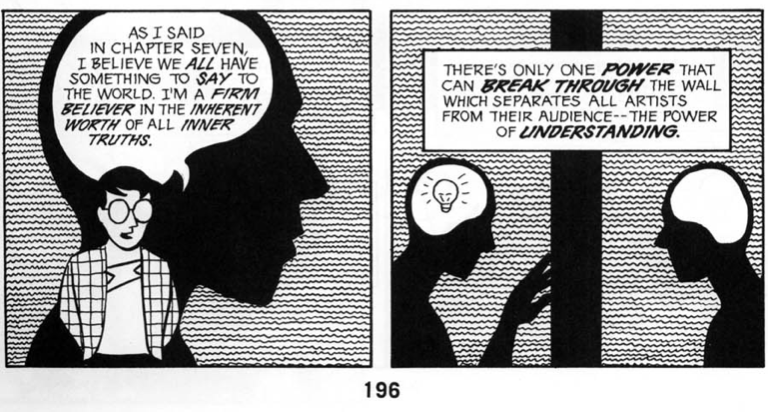 AS I SAID
IN CHAPTER SEVEN,
I BELIEVE WE ALL HAVE
SOMETHING TO SAY TO
THE WORLD. I'M A FIRM
BELIEVER IN THE INHERENT
WORTH OF ALL INNER
TRUTHS.
THERE'S ONLY ONE POWER THAT
CAN BREAK THROUGH THE WALL
WHICH SEPARATES ALL ARTISTS
FROM THEIR AUDIENCE--THE POWER
OF UNDERSTANDING.
196